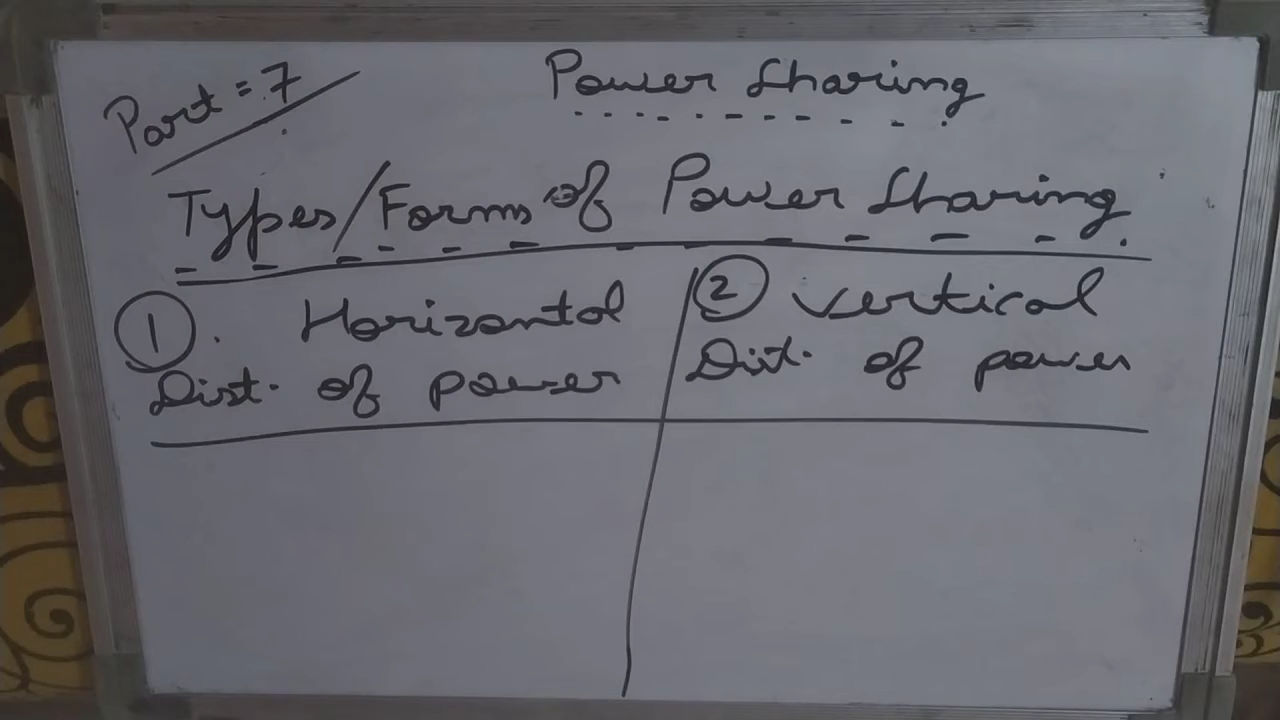 Part = 7
Power Sharing
Types/Forms of Power Sharing
1. Horizontal
Dist. of power
2 Vertical
Dist. of power